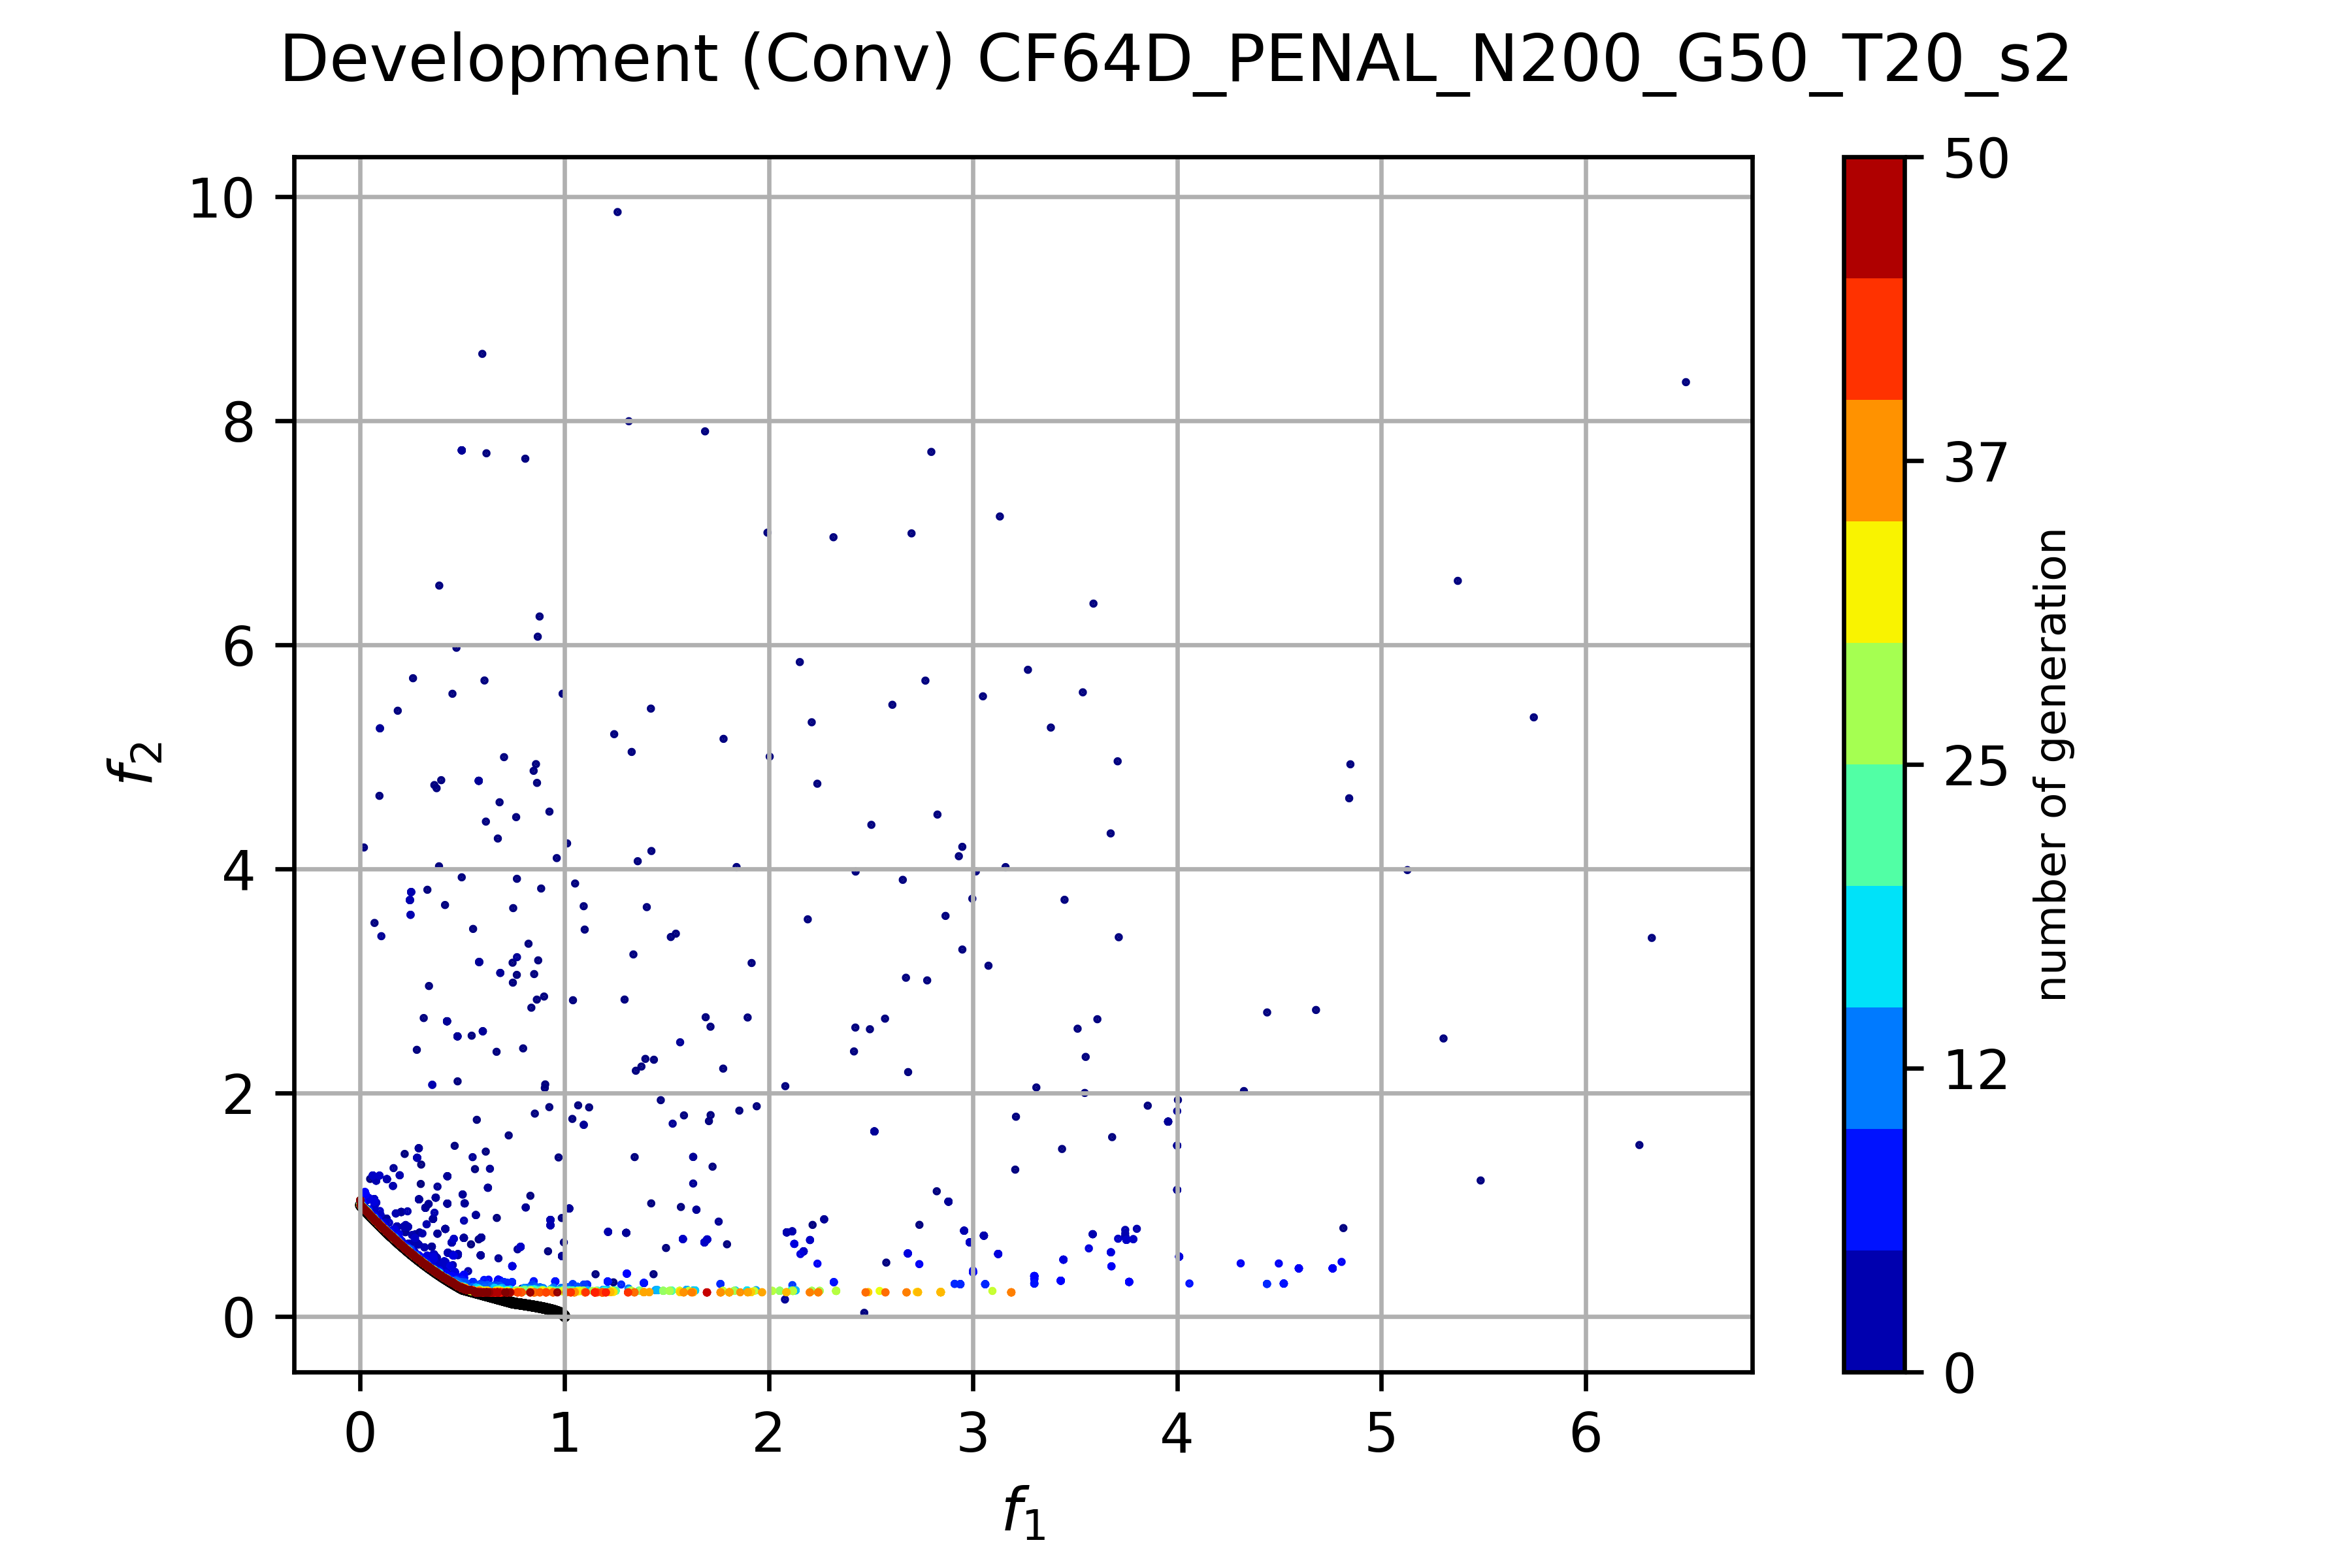 Development (Conv) CF64D_PENAL_N200_G50_T20_s2
10
8
6
4
2
0
f2
0 1 2 3 4 5 6
f1
50
37
25
12
0
number of generation